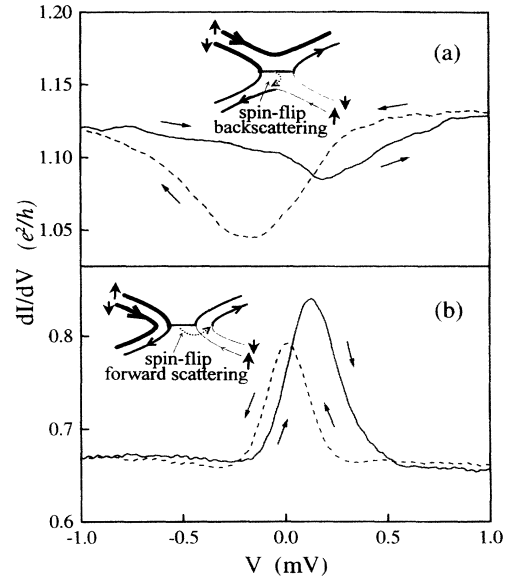 1.20
(a)
1.15
spin-flip
backscattering
1.10
1.05
dI/dV (e²/h)
(b)
0.8
spin-flip
forward scattering
0.7
0.6
-1.0 -0.5 0.0 0.5 1.0
V (mV)